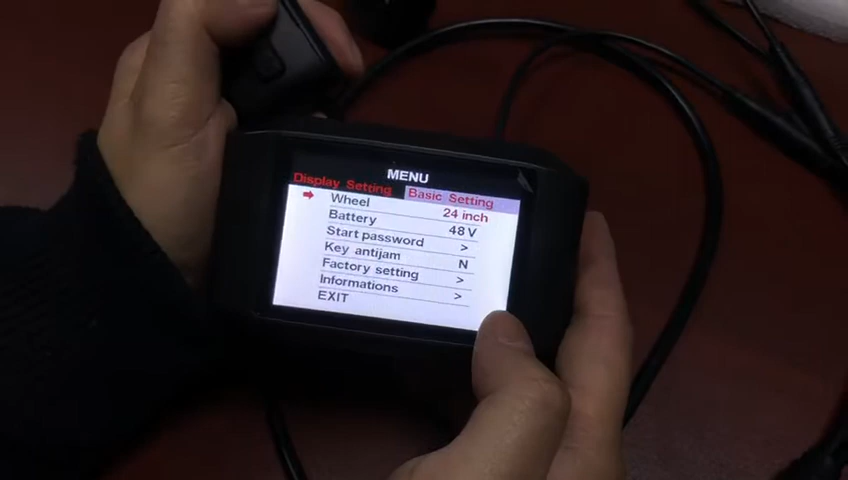 MENU
Display Setting Basic Setting
Wheel 24 inch
Battery 48 V
Start password >
Key antijam N
Factory setting >
Informations >
EXIT